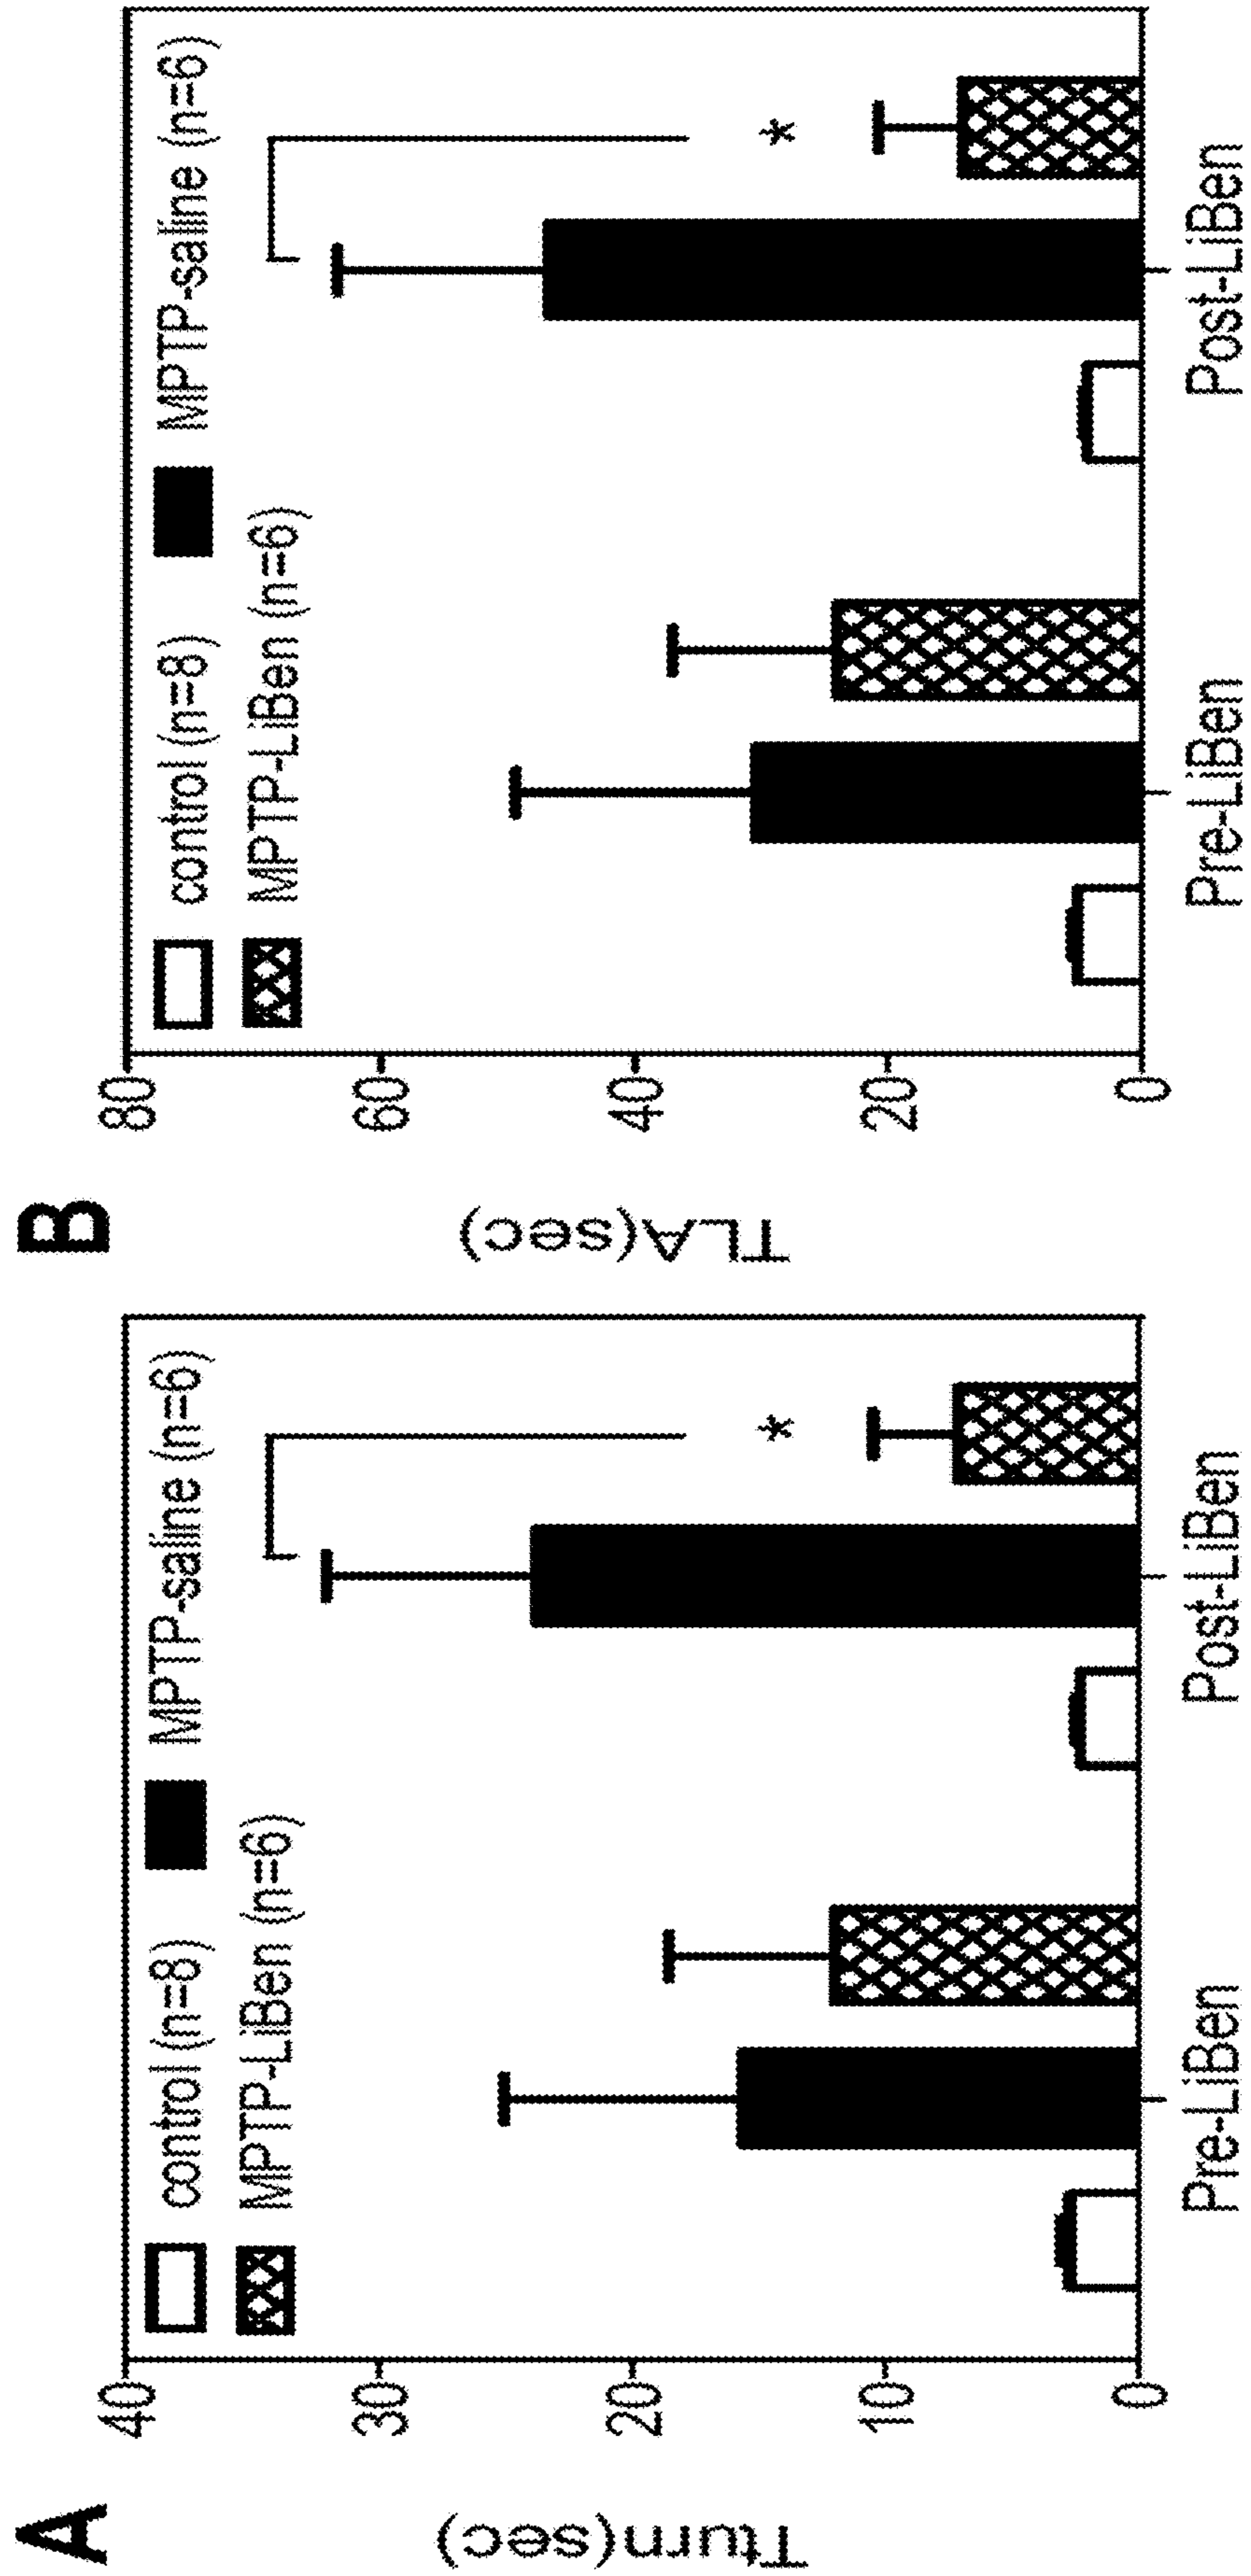 A
Tturn(sec)
40
30
20
10
0
control (n=8)
MPTP-saline (n=6)
MPTP-LiBen (n=6)
*
Pre-LiBen
Post-LiBen
B
TLA(sec)
80
60
40
20
0
control (n=8)
MPTP-saline (n=6)
MPTP-LiBen (n=6)
*
Pre-LiBen
Post-LiBen